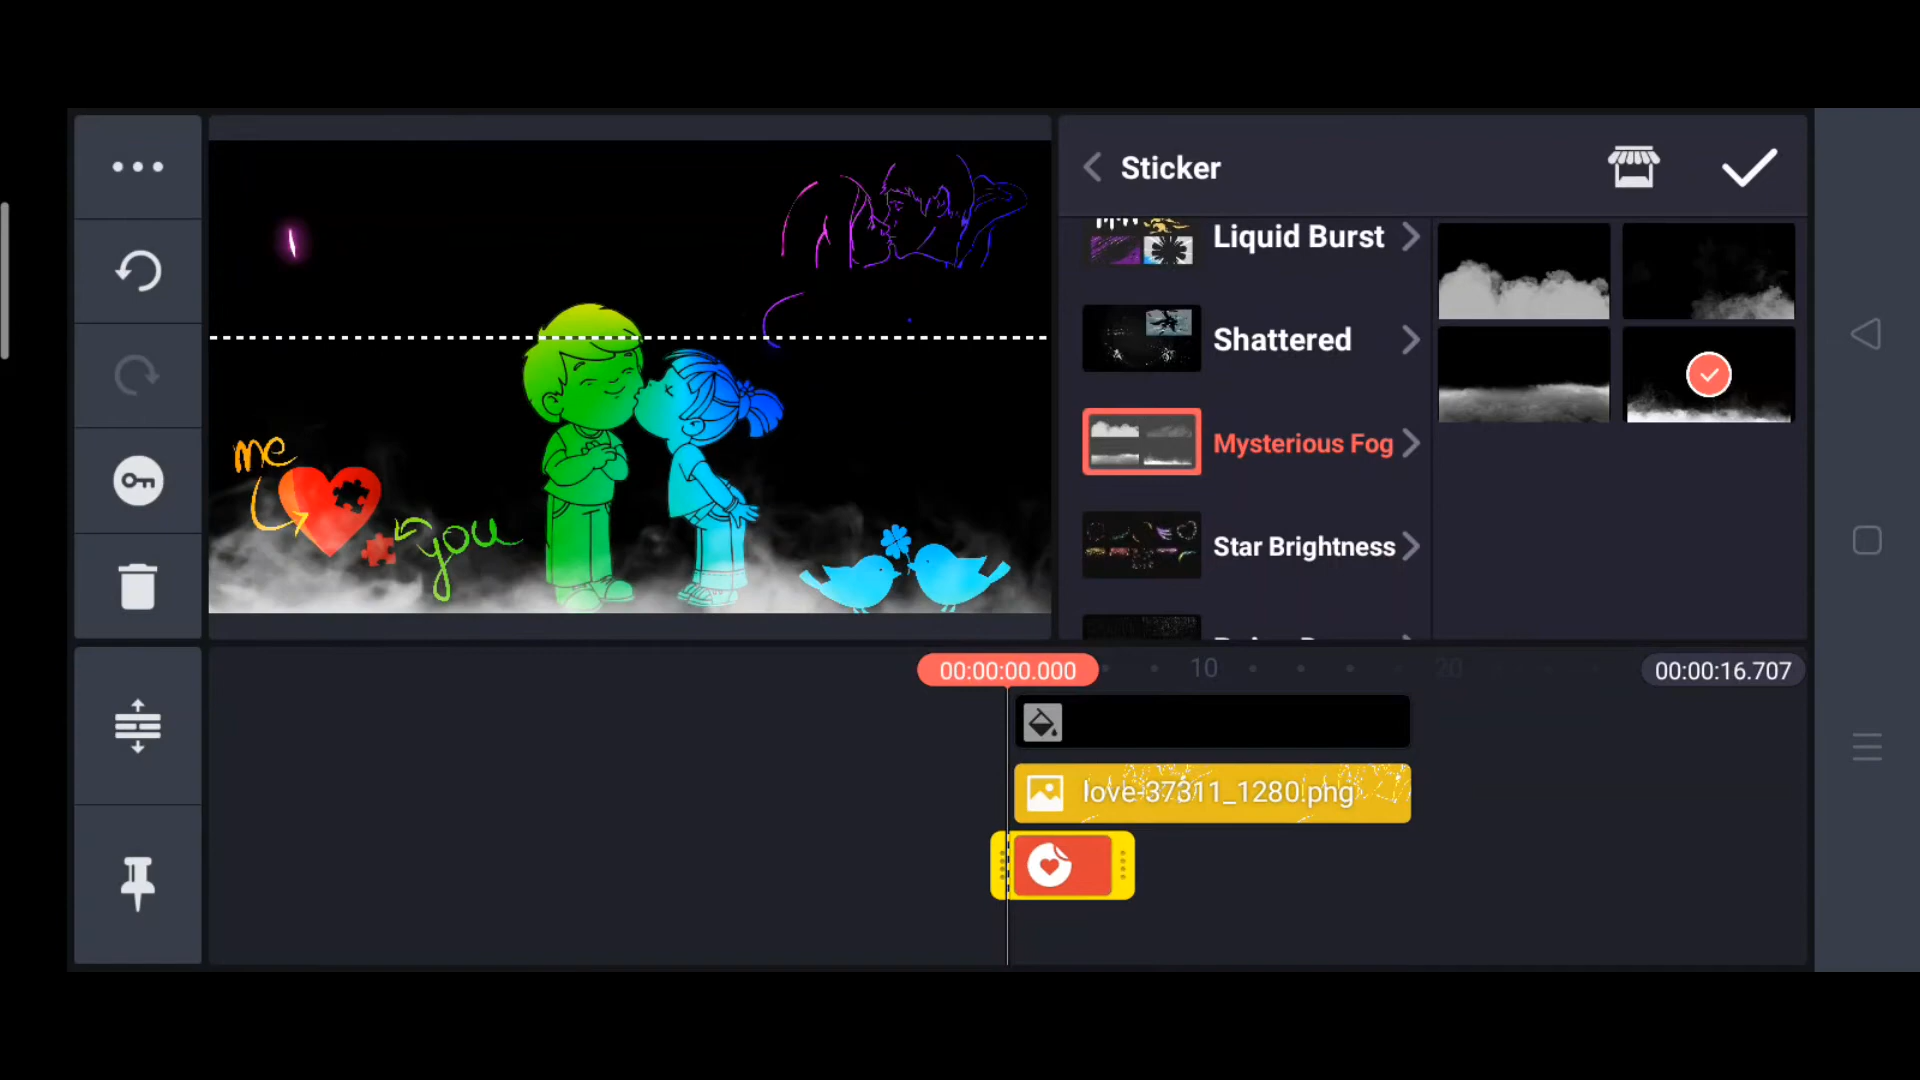 Sticker
Liquid Burst
Shattered
Mysterious Fog
Star Brightness
me
you
00:00:00.000
10
20
00:00:16.707
love-37311_1280.png